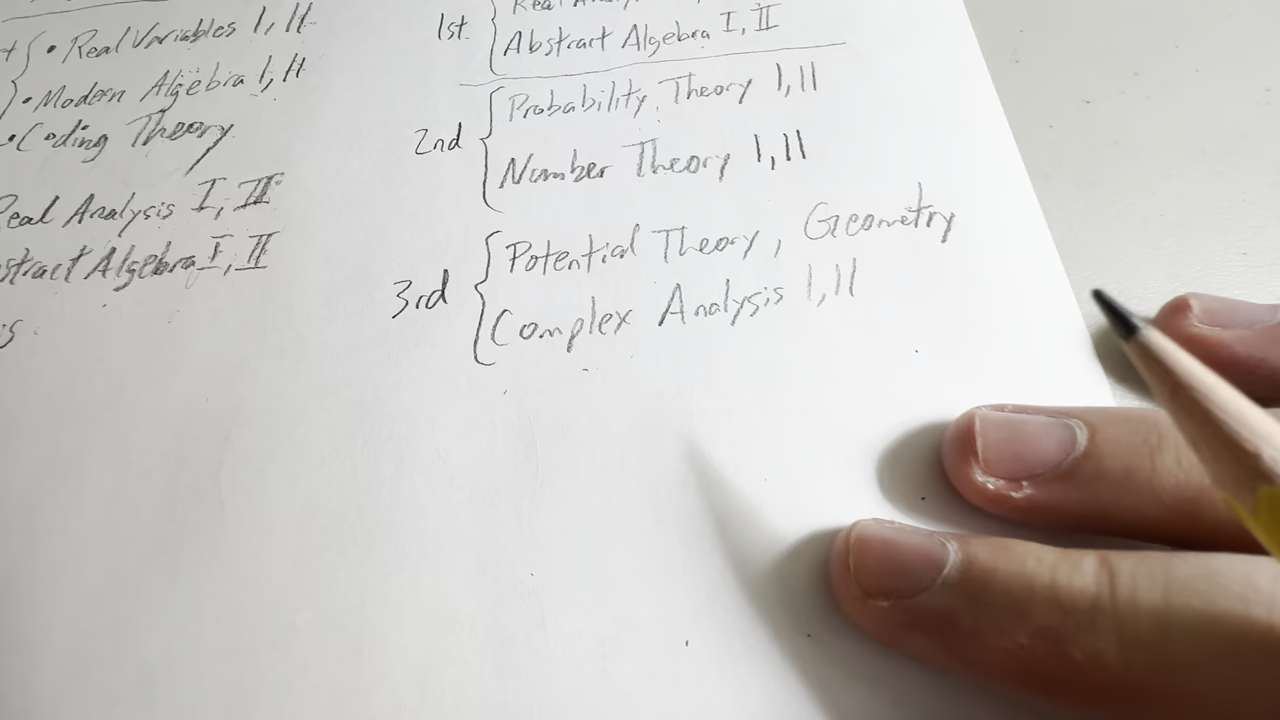 • Real Variables I, II
• Modern Algebra I, II
• Coding Theory
Real Analysis I, II
Algebra I, II
1st Real
Abstract Algebra I, II
2nd Probability Theory I, II
Number Theory I, II
3rd Potential Theory, Geometry
Complex Analysis I, II